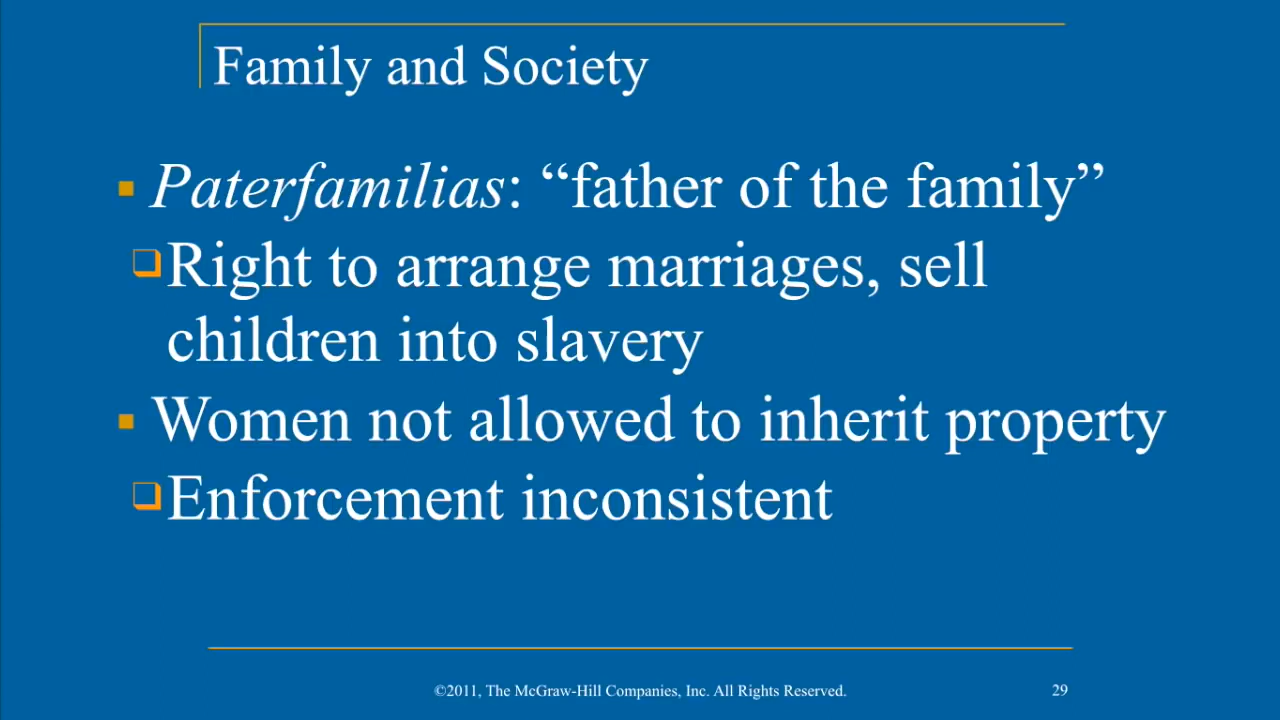 Family and Society
▪ Paterfamilias: “father of the family”
❑Right to arrange marriages, sell
children into slavery
▪ Women not allowed to inherit property
❑Enforcement inconsistent
©2011, The McGraw-Hill Companies, Inc. All Rights Reserved.
29